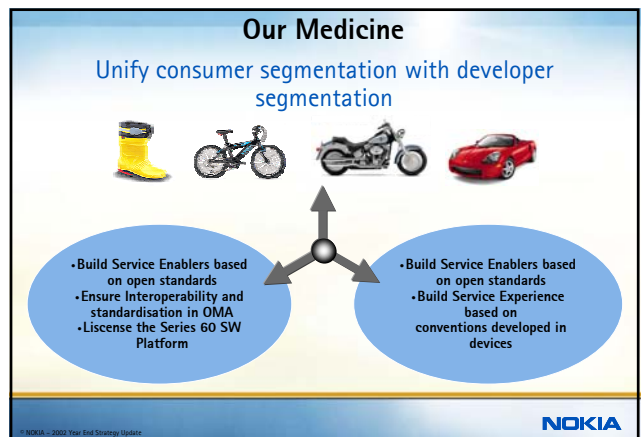 Our Medicine
Unify consumer segmentation with developer
segmentation
•Build Service Enablers based
on open standards
•Ensure Interoperability and
standardisation in OMA
•Liscense the Series 60 SW
Platform
•Build Service Enablers based
on open standards
•Build Service Experience
based on
conventions developed in
devices
© NOKIA - 2002 Year End Strategy Update
NOKIA